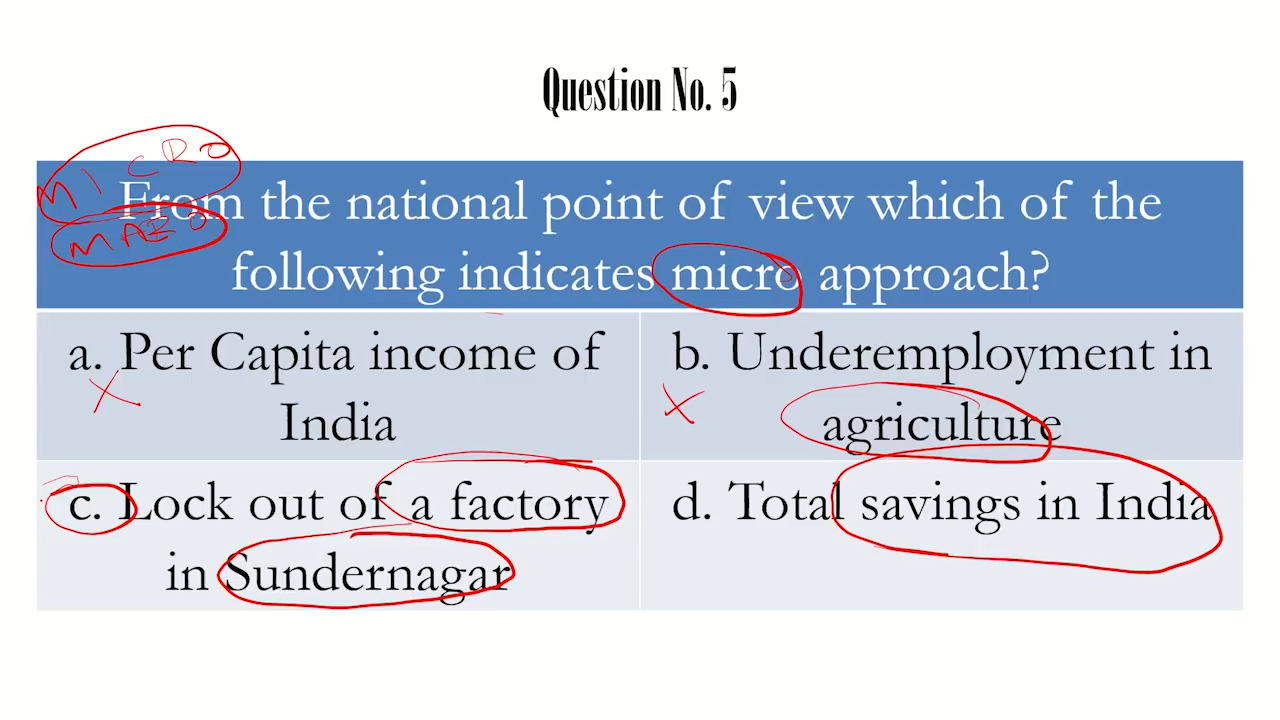 Question No. 5
MICRO
From the national point of view which of the
MARO
following indicates micro approach?
a. Per Capita income of
India
b. Underemployment in
agriculture
c. Lock out of a factory
in Sundernagar
d. Total savings in India